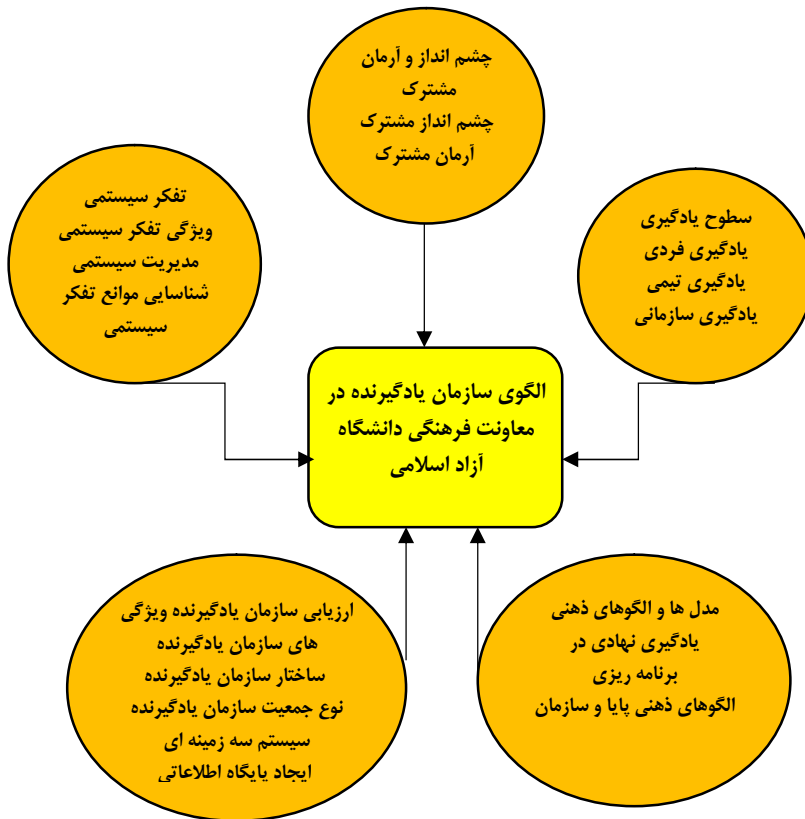 چشم انداز و آرمان
مشترک
چشم انداز مشترک
آرمان مشترک
سطوح یادگیری
یادگیری فردی
یادگیری تیمی
یادگیری سازمانی
تفکر سیستمی
ویژگی تفکر سیستمی
مدیریت سیستمی
شناسایی موانع تفکر
سیستمی
الگوی سازمان یادگیرنده در
معاونت فرهنگی دانشگاه
آزاد اسلامی
مدل ها و الگوهای ذهنی
یادگیری نهادی در
برنامه ریزی
الگوهای ذهنی پایا و سازمان
ارزیابی سازمان یادگیرنده ویژگی
های سازمان یادگیرنده
ساختار سازمان یادگیرنده
نوع جمعیت سازمان یادگیرنده
سیستم سه زمینه ای
ایجاد پایگاه اطلاعاتی